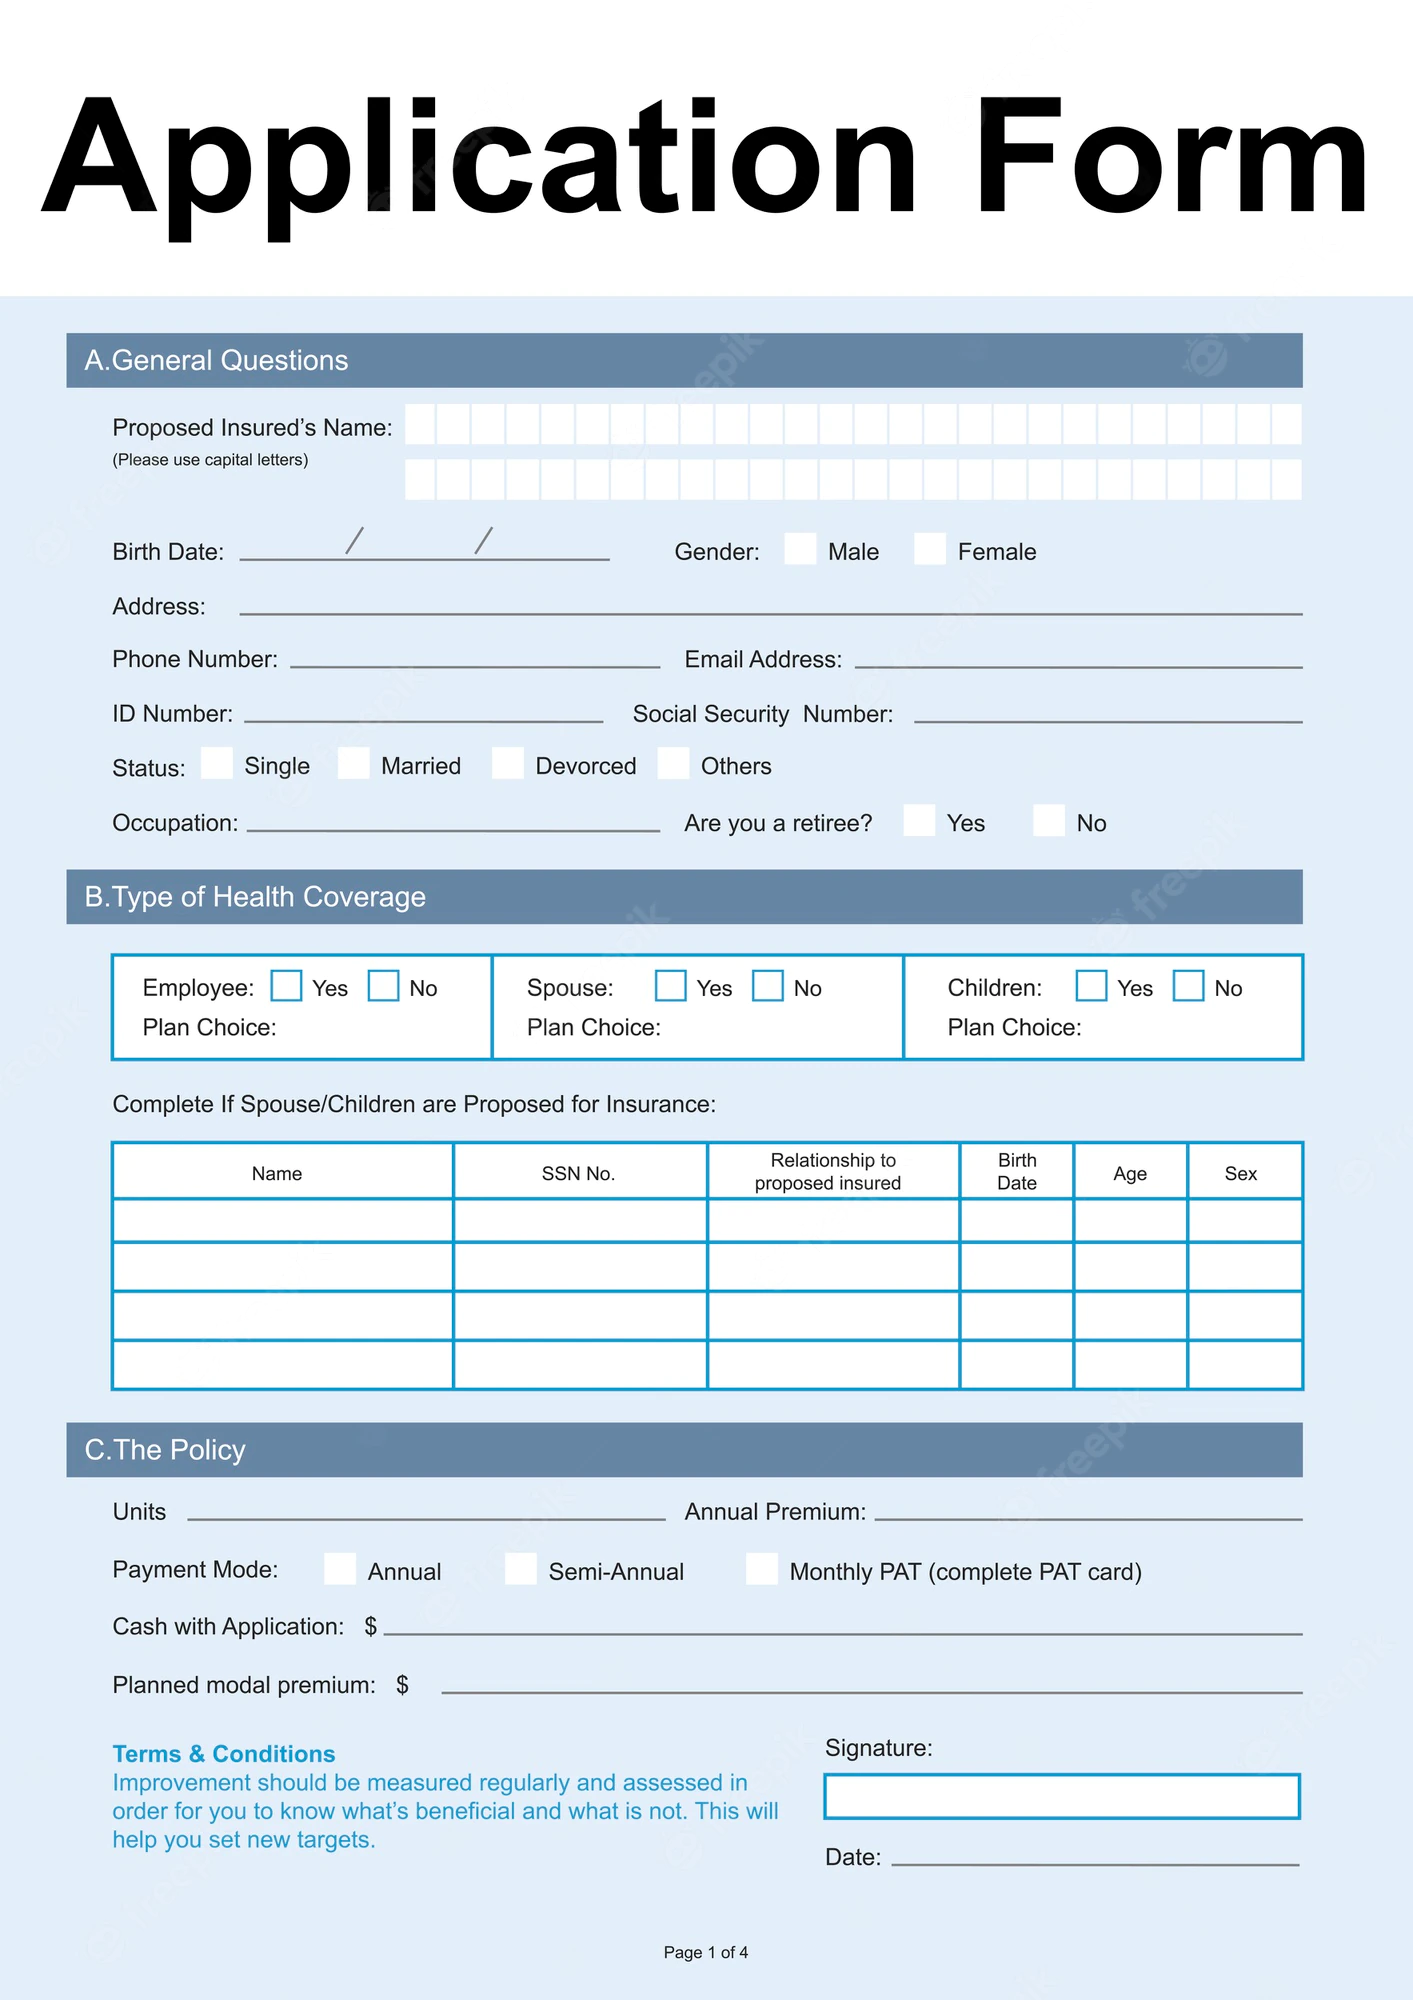 Application Form
A.General Questions
Proposed Insured's Name:
(Please use capital letters)
Birth Date: / / Gender: Male Female
Address:
Phone Number: Email Address:
ID Number: Social Security Number:
Status: Single Married Devorced Others
Occupation: Are you a retiree? Yes No
B.Type of Health Coverage
Employee: Yes No Spouse: Yes No Children: Yes No
Plan Choice: Plan Choice: Plan Choice:
Complete If Spouse/Children are Proposed for Insurance:
Name SSN No. Relationship to proposed insured Birth Date Age Sex
C.The Policy
Units Annual Premium:
Payment Mode: Annual Semi-Annual Monthly PAT (complete PAT card)
Cash with Application: $
Planned modal premium: $
Terms & Conditions
Improvement should be measured regularly and assessed in
order for you to know what's beneficial and what is not. This will
help you set new targets.
Signature:
Date:
Page 1 of 4
freepik